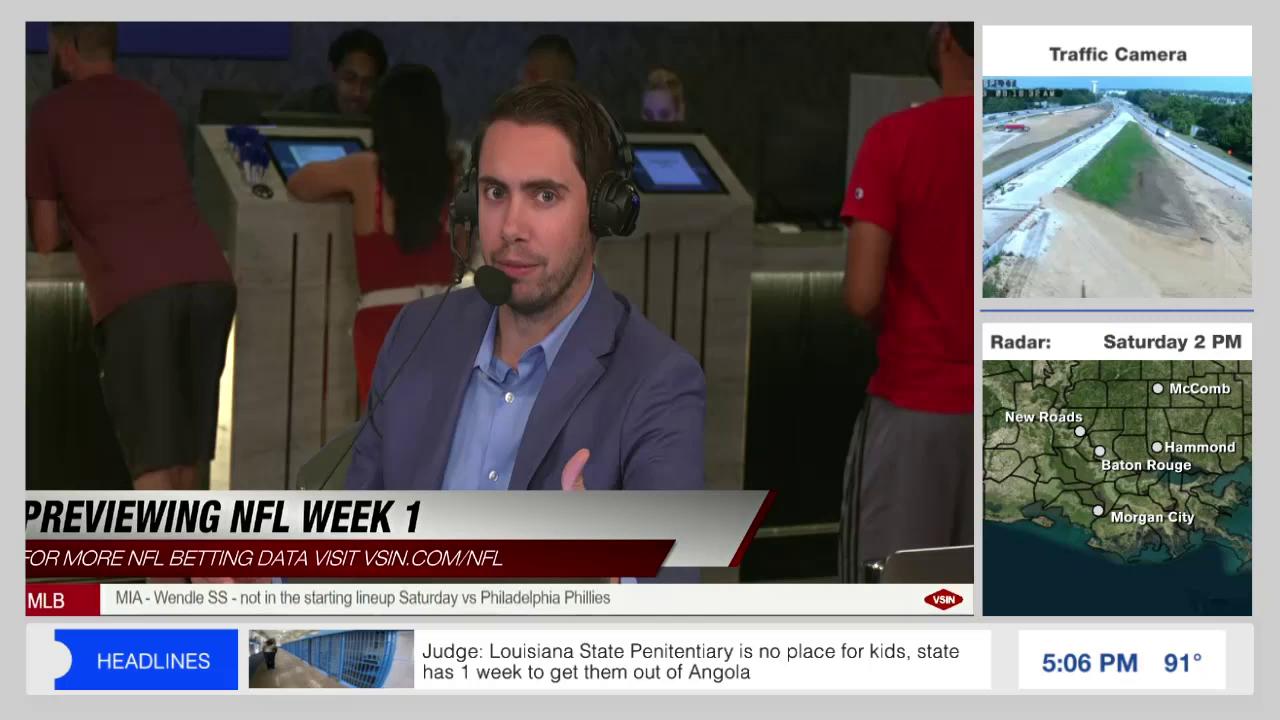 Traffic Camera
PREVIEWING NFL WEEK 1
FOR MORE NFL BETTING DATA VISIT VSIN.COM/NFL
MLB
MIA - Wendle SS - not in the starting lineup Saturday vs Philadelphia Phillies
VSIN
Radar:
Saturday 2 PM
McComb
New Roads
Hammond
Baton Rouge
Morgan City
HEADLINES
Judge: Louisiana State Penitentiary is no place for kids, state
has 1 week to get them out of Angola
5:06 PM
91°